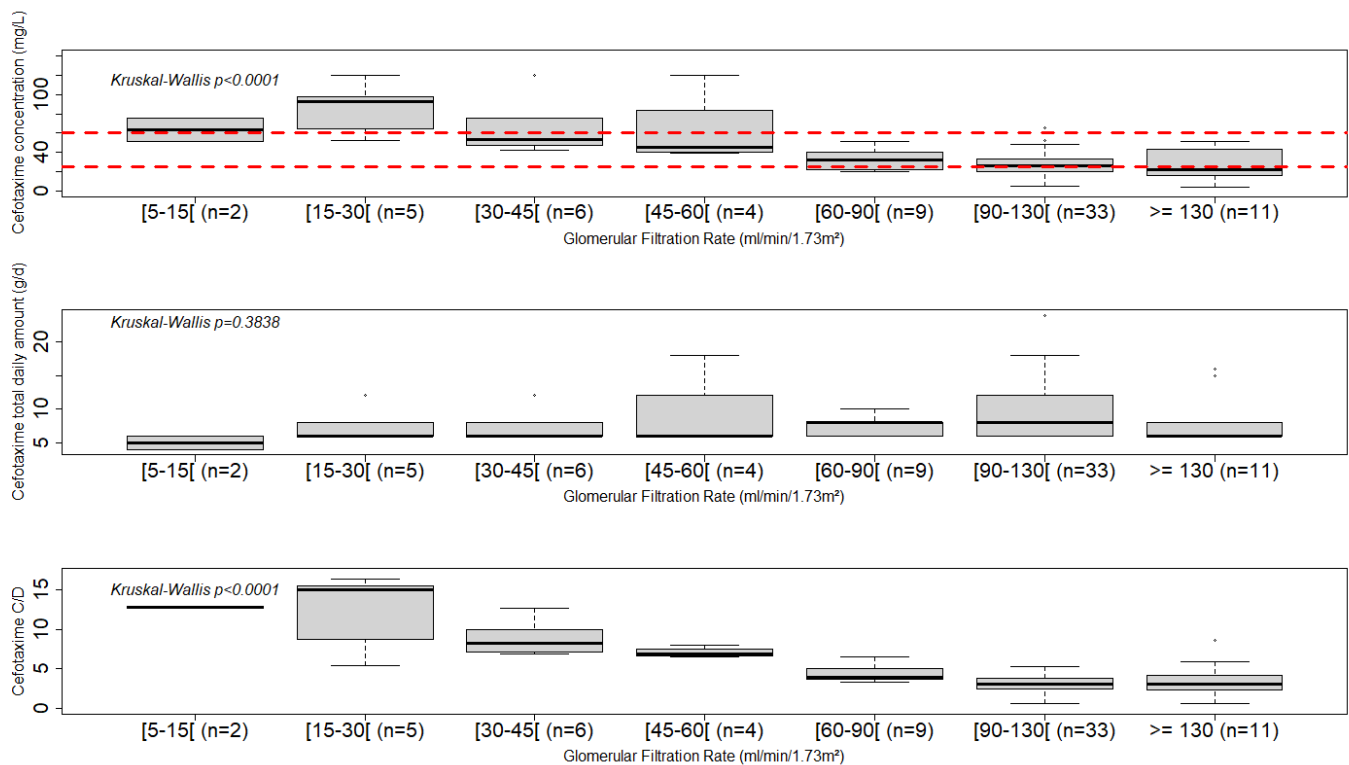 Cefotaxime concentration (mg/L)
Kruskal-Wallis p<0.0001
100
40
0
[5-15[ (n=2) [15-30[ (n=5) [30-45[ (n=6) [45-60[ (n=4) [60-90[ (n=9) [90-130[ (n=33) >= 130 (n=11)
Glomerular Filtration Rate (ml/min/1.73m²)
Cefotaxime total daily amount (g/d)
Kruskal-Wallis p=0.3838
20
10
5
[5-15[ (n=2) [15-30[ (n=5) [30-45[ (n=6) [45-60[ (n=4) [60-90[ (n=9) [90-130[ (n=33) >= 130 (n=11)
Glomerular Filtration Rate (ml/min/1.73m²)
Cefotaxime C/D
Kruskal-Wallis p<0.0001
15
10
5
0
[5-15[ (n=2) [15-30[ (n=5) [30-45[ (n=6) [45-60[ (n=4) [60-90[ (n=9) [90-130[ (n=33) >= 130 (n=11)
Glomerular Filtration Rate (ml/min/1.73m²)